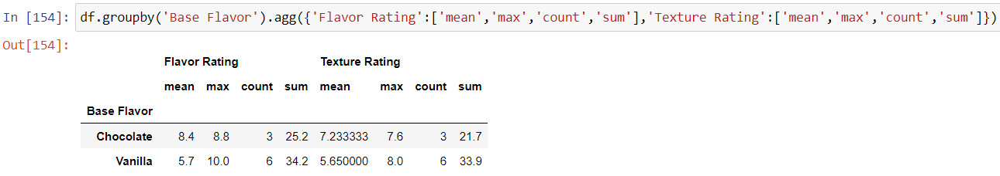 In [154]: df.groupby('Base Flavor').agg({'Flavor Rating':['mean','max','count','sum'],'Texture Rating':['mean','max','count','sum']})
Out[154]:
Flavor Rating Texture Rating
mean max count sum mean max count sum
Base Flavor
Chocolate 8.4 8.8 3 25.2 7.233333 7.6 3 21.7
Vanilla 5.7 10.0 6 34.2 5.650000 8.0 6 33.9